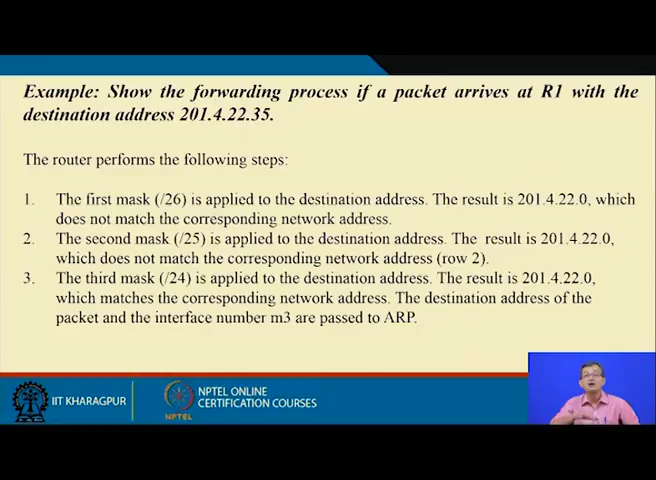 Example: Show the forwarding process if a packet arrives at R1 with the
destination address 201.4.22.35.
The router performs the following steps:
1. The first mask (/26) is applied to the destination address. The result is 201.4.22.0, which
does not match the corresponding network address.
2. The second mask (/25) is applied to the destination address. The result is 201.4.22.0,
which does not match the corresponding network address (row 2).
3. The third mask (/24) is applied to the destination address. The result is 201.4.22.0,
which matches the corresponding network address. The destination address of the
packet and the interface number m3 are passed to ARP.
IIT KHARAGPUR
NPTEL
NPTEL ONLINE
CERTIFICATION COURSES